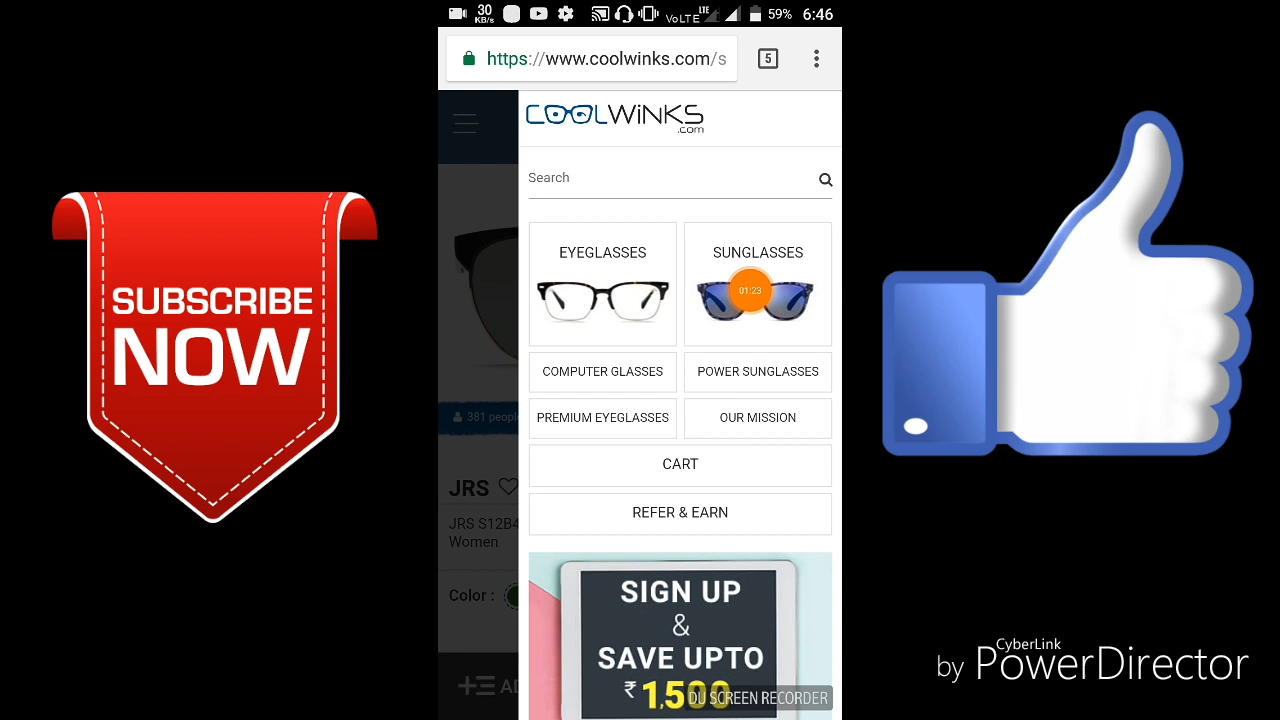 SUBSCRIBE
NOW
30
KB/s
VoLTE
LTE
59%
6:46
https://www.coolwinks.com/s
5
COOLWiNKS
.com
Search
EYEGLASSES
SUNGLASSES
01:23
COMPUTER GLASSES
POWER SUNGLASSES
PREMIUM EYEGLASSES
OUR MISSION
CART
REFER & EARN
381 people
JRS
JRS S12B4
Women
Color :
AD
SIGN UP
&
SAVE UPTO
₹ 1,500
DU SCREEN RECORDER
by CyberLink
PowerDirector